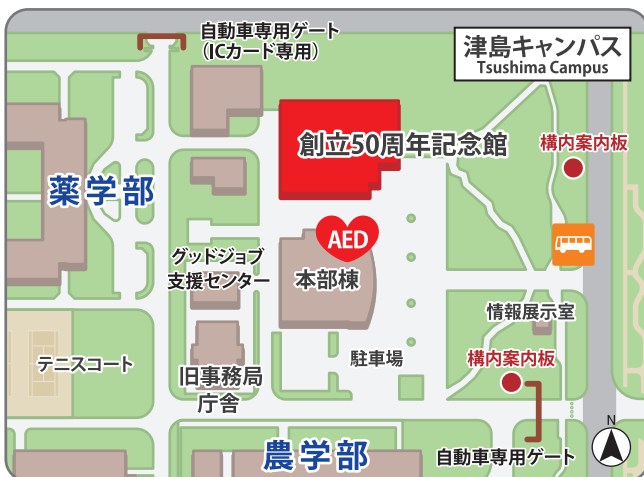 自動車専用ゲート
(ICカード専用)
津島キャンパス
Tsushima Campus
創立50周年記念館
構内案内板
薬学部
AED
グッドジョブ
支援センター
本部棟
情報展示室
テニスコート
駐車場
構内案内板
旧事務局
庁舎
農学部
自動車専用ゲート
N